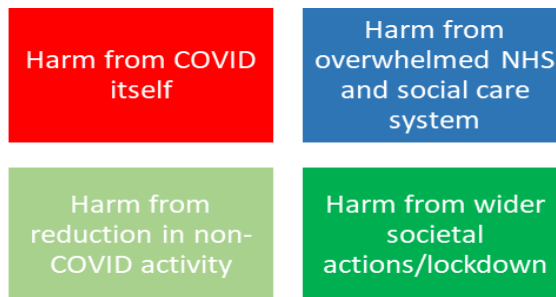 Harm from COVID
itself
Harm from
overwhelmed NHS
and social care
system
Harm from
reduction in non-
COVID activity
Harm from wider
societal
actions/lockdown